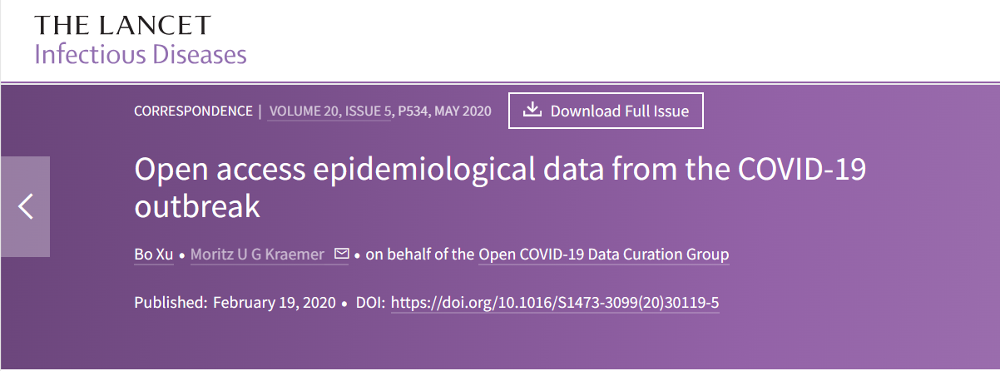 THE LANCET
Infectious Diseases
CORRESPONDENCE | VOLUME 20, ISSUE 5, P534, MAY 2020 Download Full Issue
Open access epidemiological data from the COVID-19
outbreak
Bo Xu • Moritz U G Kraemer • on behalf of the Open COVID-19 Data Curation Group
Published: February 19, 2020 • DOI: https://doi.org/10.1016/S1473-3099(20)30119-5